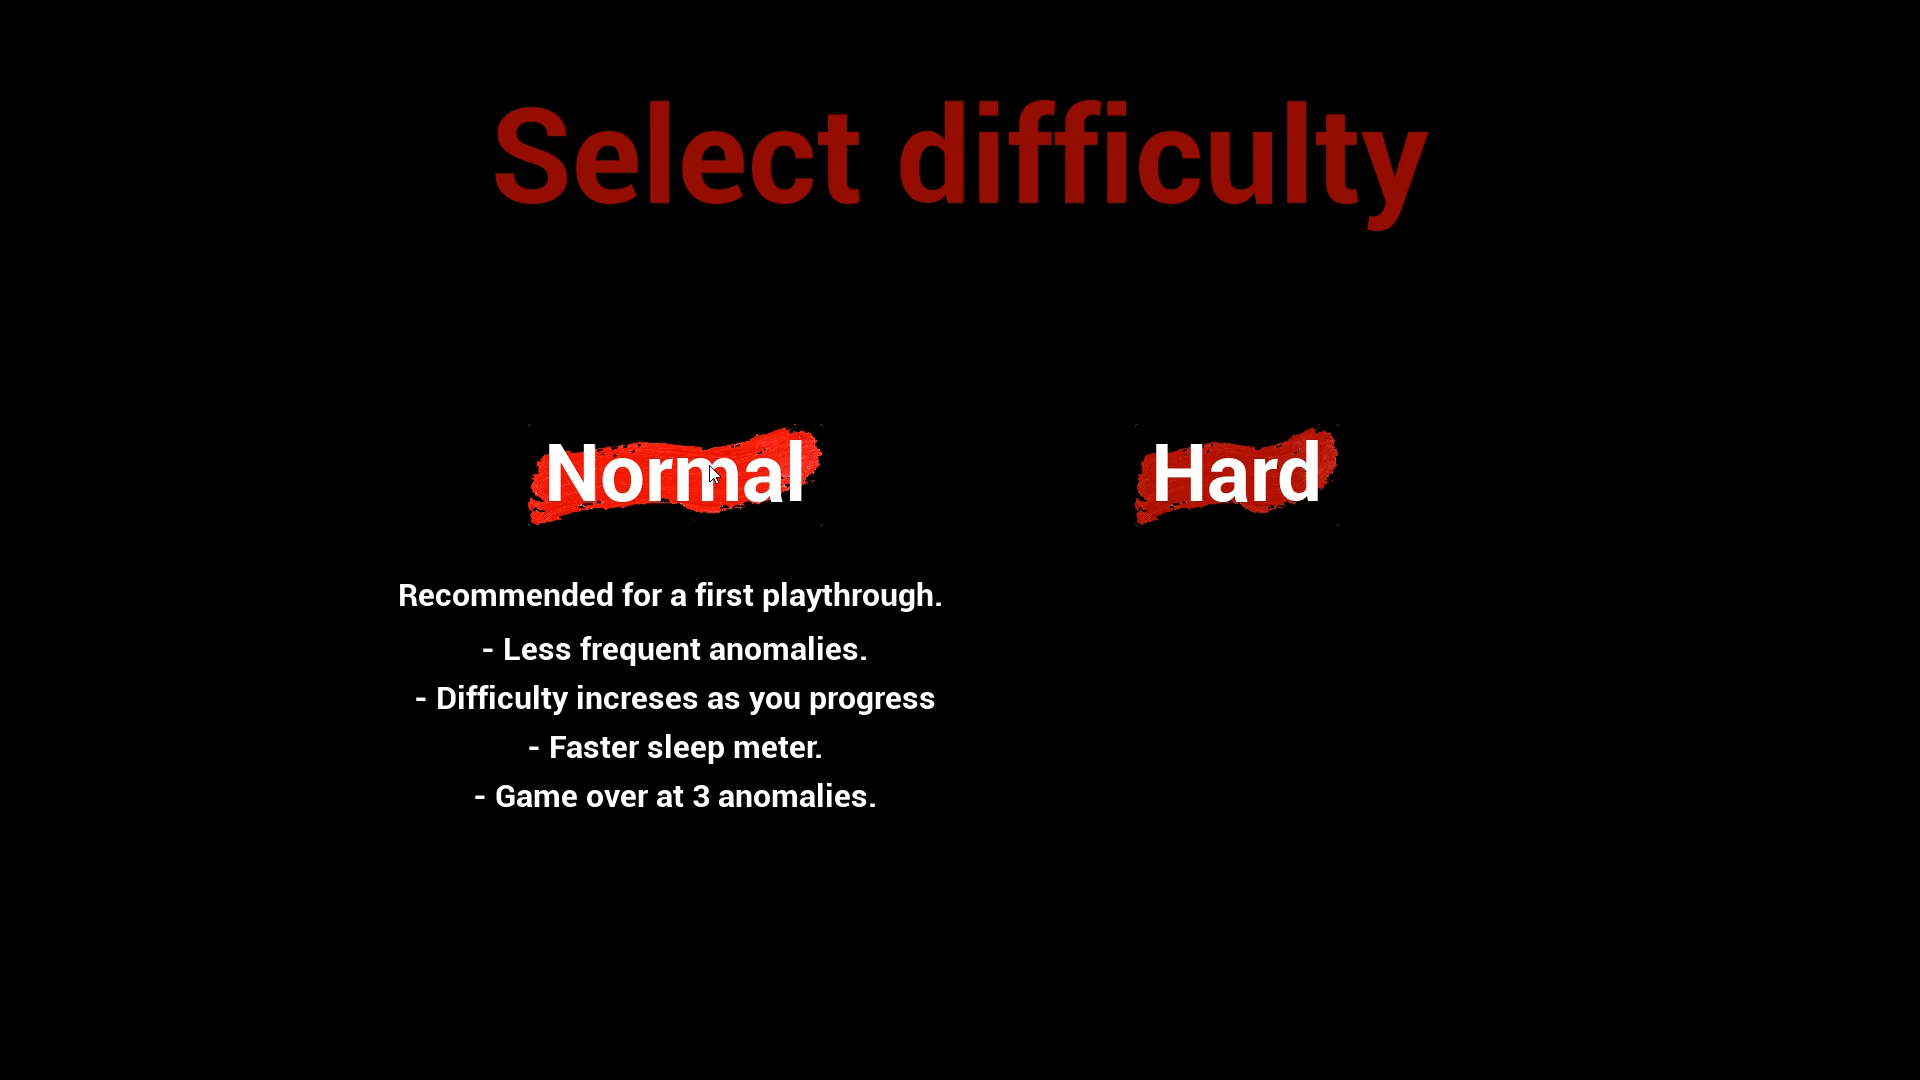 Select difficulty
Normal
Hard
Recommended for a first playthrough.
- Less frequent anomalies.
- Difficulty increses as you progress
- Faster sleep meter.
- Game over at 3 anomalies.